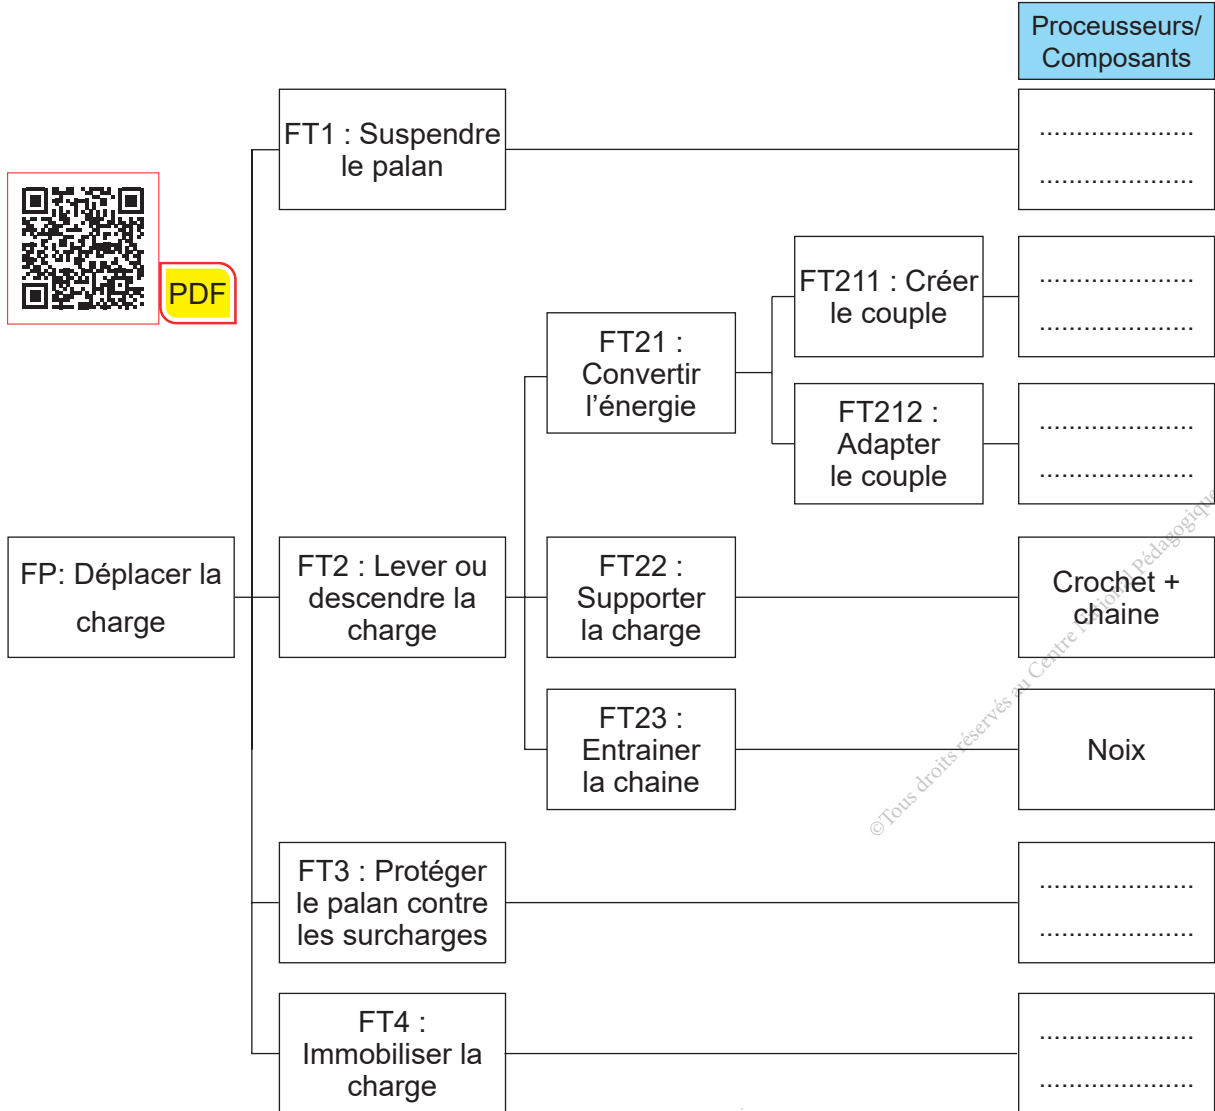 Proceusseurs/
Composants
FT1 : Suspendre
le palan
.....................
.....................
PDF
FT211 : Créer
le couple
.....................
.....................
FT21 :
Convertir
l’énergie
FT212 :
Adapter
le couple
.....................
.....................
FP: Déplacer la
charge
FT2 : Lever ou
descendre la
charge
FT22 :
Supporter
la charge
Crochet +
chaine
FT23 :
Entrainer
la chaine
Noix
©Tous droits réservés au Centre National Pédagogique
FT3 : Protéger
le palan contre
les surcharges
.....................
.....................
FT4 :
Immobiliser la
charge
.....................
.....................